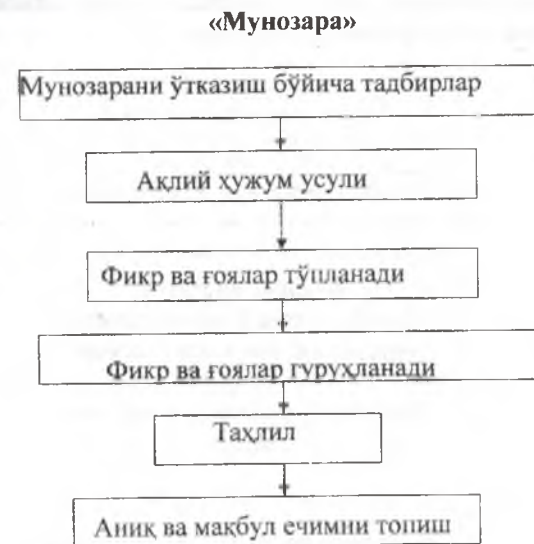 «Мунозара»
Мунозарани ўтказиш бўйича тадбирлар
Ақлий ҳужум усули
Фикр ва ғоялар тўпланади
Фикр ва ғоялар гуруҳланади
Таҳлил
Аниқ ва мақбул ечимни топиш